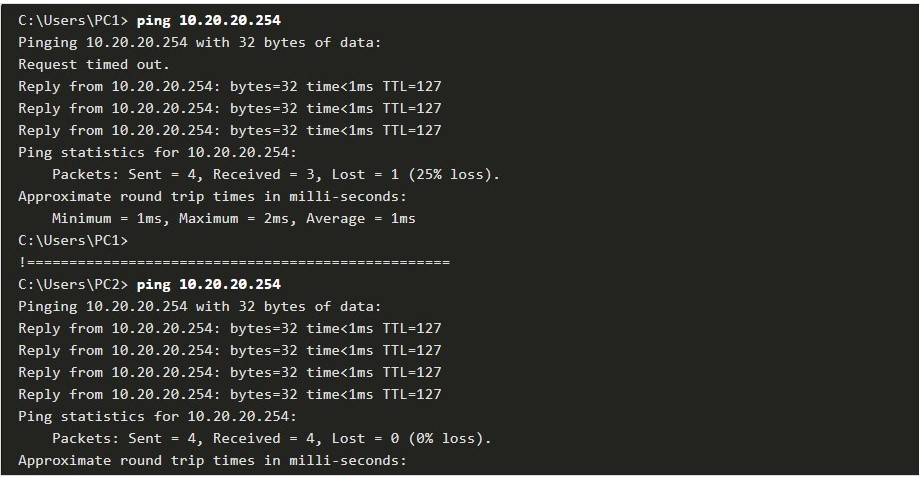 C:\Users\PC1> ping 10.20.20.254
Pinging 10.20.20.254 with 32 bytes of data:
Request timed out.
Reply from 10.20.20.254: bytes=32 time<1ms TTL=127
Reply from 10.20.20.254: bytes=32 time<1ms TTL=127
Reply from 10.20.20.254: bytes=32 time<1ms TTL=127
Ping statistics for 10.20.20.254:
    Packets: Sent = 4, Received = 3, Lost = 1 (25% loss).
Approximate round trip times in milli-seconds:
    Minimum = 1ms, Maximum = 2ms, Average = 1ms
C:\Users\PC1>
!==================================================
C:\Users\PC2> ping 10.20.20.254
Pinging 10.20.20.254 with 32 bytes of data:
Reply from 10.20.20.254: bytes=32 time<1ms TTL=127
Reply from 10.20.20.254: bytes=32 time<1ms TTL=127
Reply from 10.20.20.254: bytes=32 time<1ms TTL=127
Reply from 10.20.20.254: bytes=32 time<1ms TTL=127
Ping statistics for 10.20.20.254:
    Packets: Sent = 4, Received = 4, Lost = 0 (0% loss).
Approximate round trip times in milli-seconds: